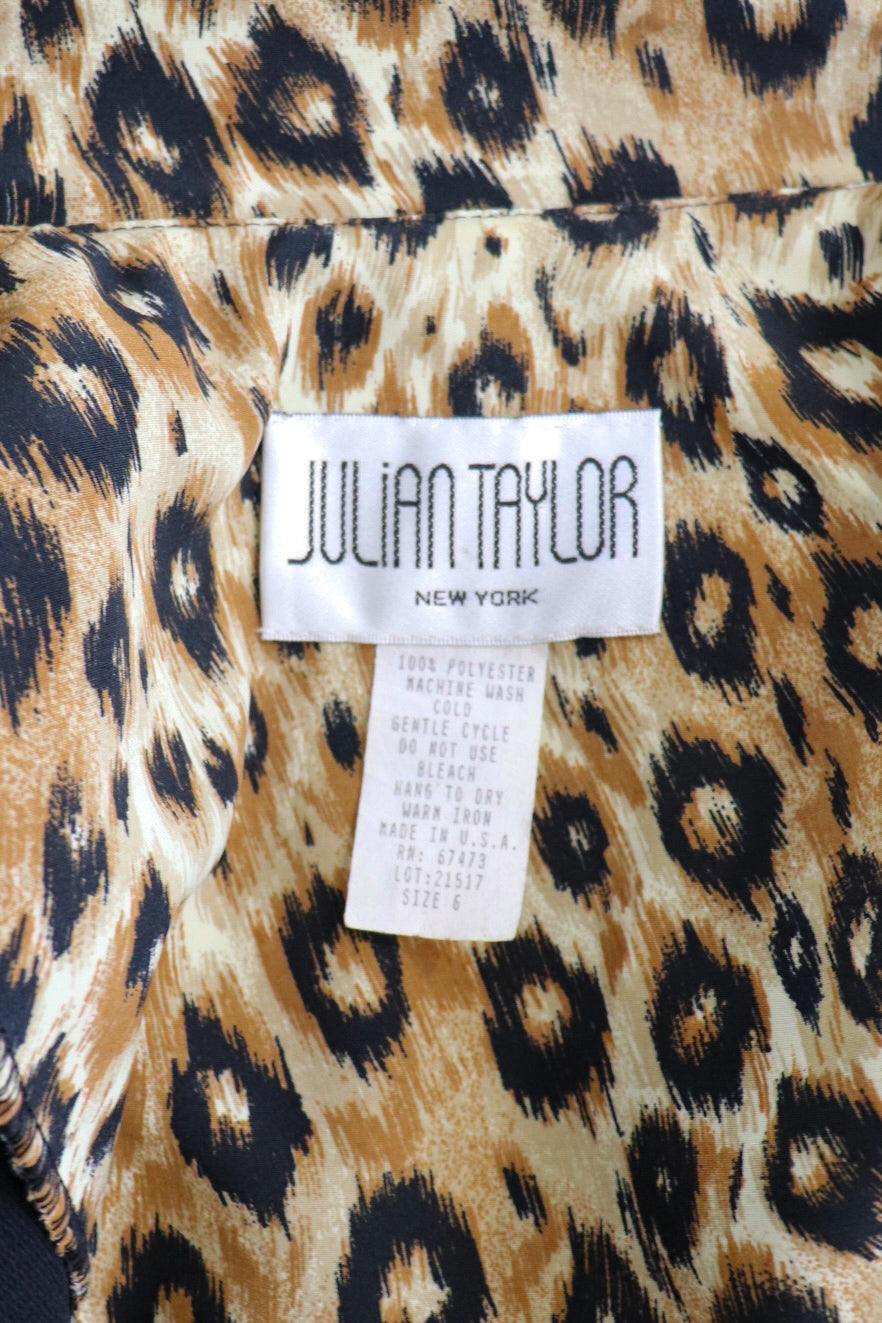 JULiAN TAYLOR
NEW YORK
100% POLYESTER
MACHINE WASH
COLD
GENTLE CYCLE
DO NOT USE
BLEACH
HANG TO DRY
WARM IRON
MADE IN U.S.A.
RN: 67473
LOT:21517
SIZE 6